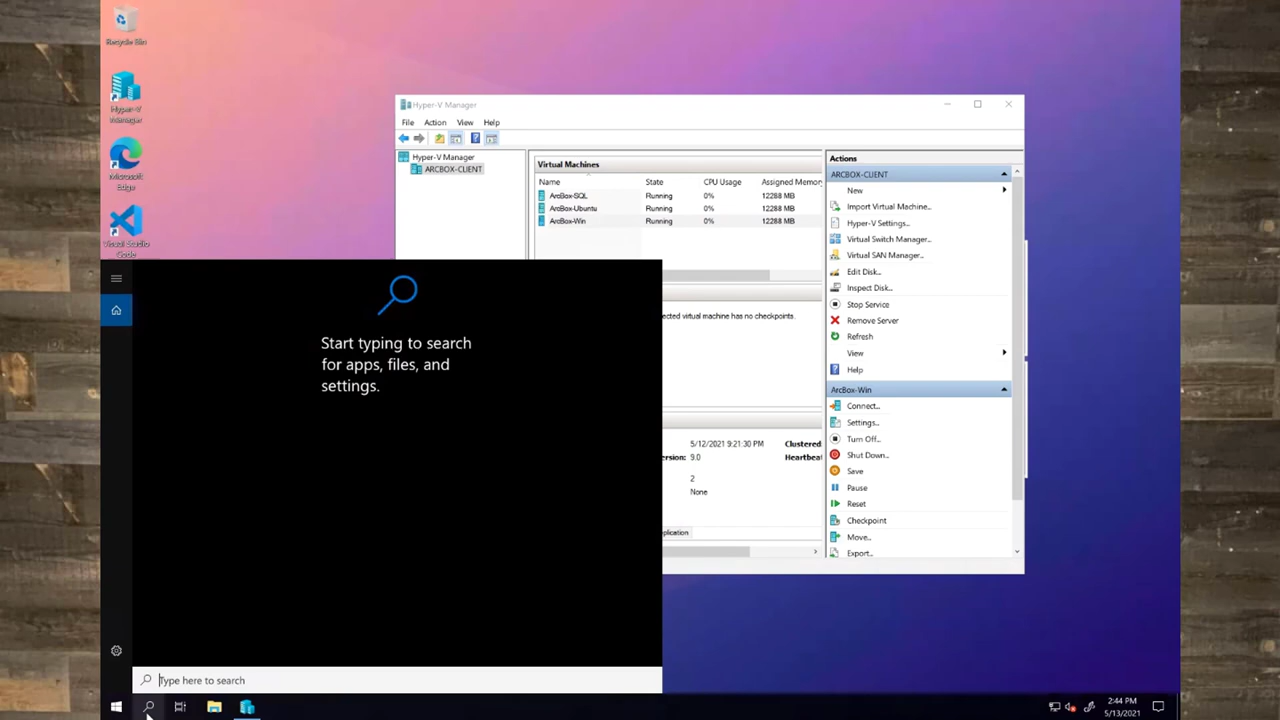 Recycle Bin
Hyper-V
Manager
Microsoft
Edge
Visual Studio
Code
Hyper-V Manager
File Action View Help
Hyper-V Manager
ARCBOX-CLIENT
Virtual Machines
Name State CPU Usage Assigned Memory
ArcBox-SQL Running 0% 12288 MB
ArcBox-Ubuntu Running 0% 12288 MB
ArcBox-Win Running 0% 12288 MB
ected virtual machine has no checkpoints.
5/12/2021 9:21:30 PM Clustered:
ersion: 9.0 Heartbeat
2
None
plication
Actions
ARCBOX-CLIENT
New
Import Virtual Machine...
Hyper-V Settings...
Virtual Switch Manager...
Virtual SAN Manager...
Edit Disk...
Inspect Disk...
Stop Service
Remove Server
Refresh
View
Help
ArcBox-Win
Connect...
Settings...
Turn Off...
Shut Down...
Save
Pause
Reset
Checkpoint
Move...
Export...
Start typing to search
for apps, files, and
settings.
Type here to search
2:44 PM
5/13/2021